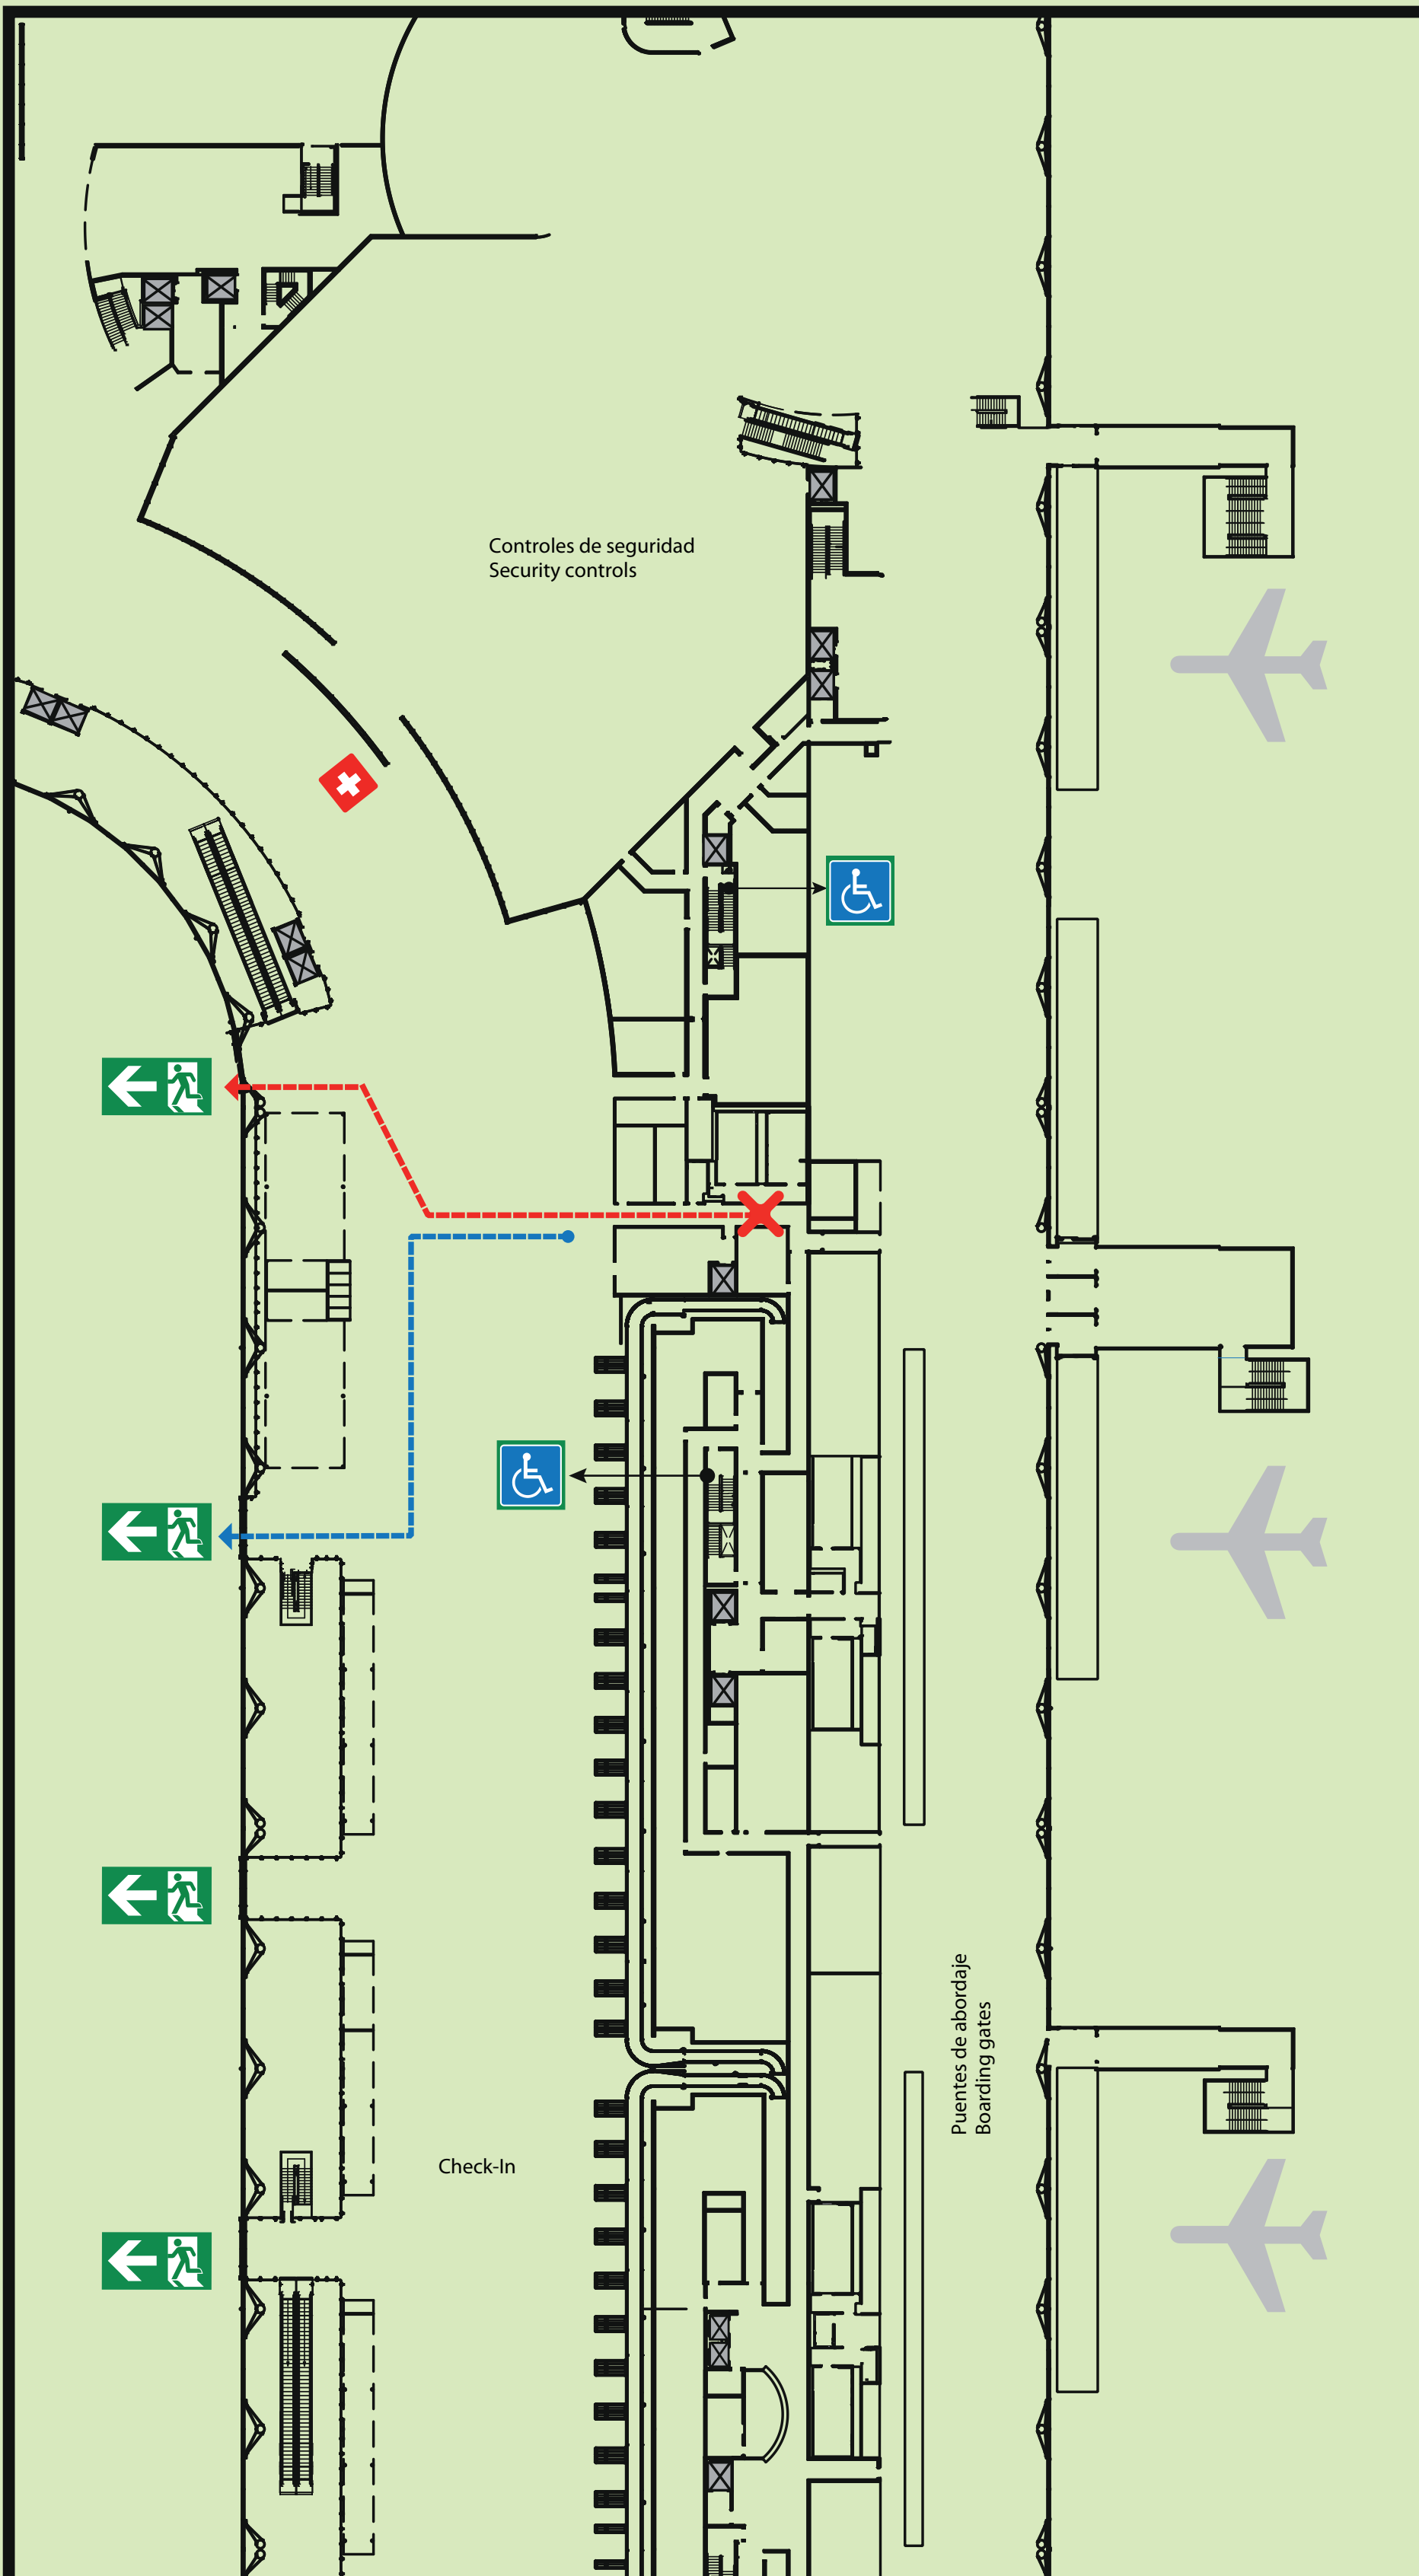 Controles de seguridad
Security controls
Puentes de abordaje
Boarding gates
Check-In